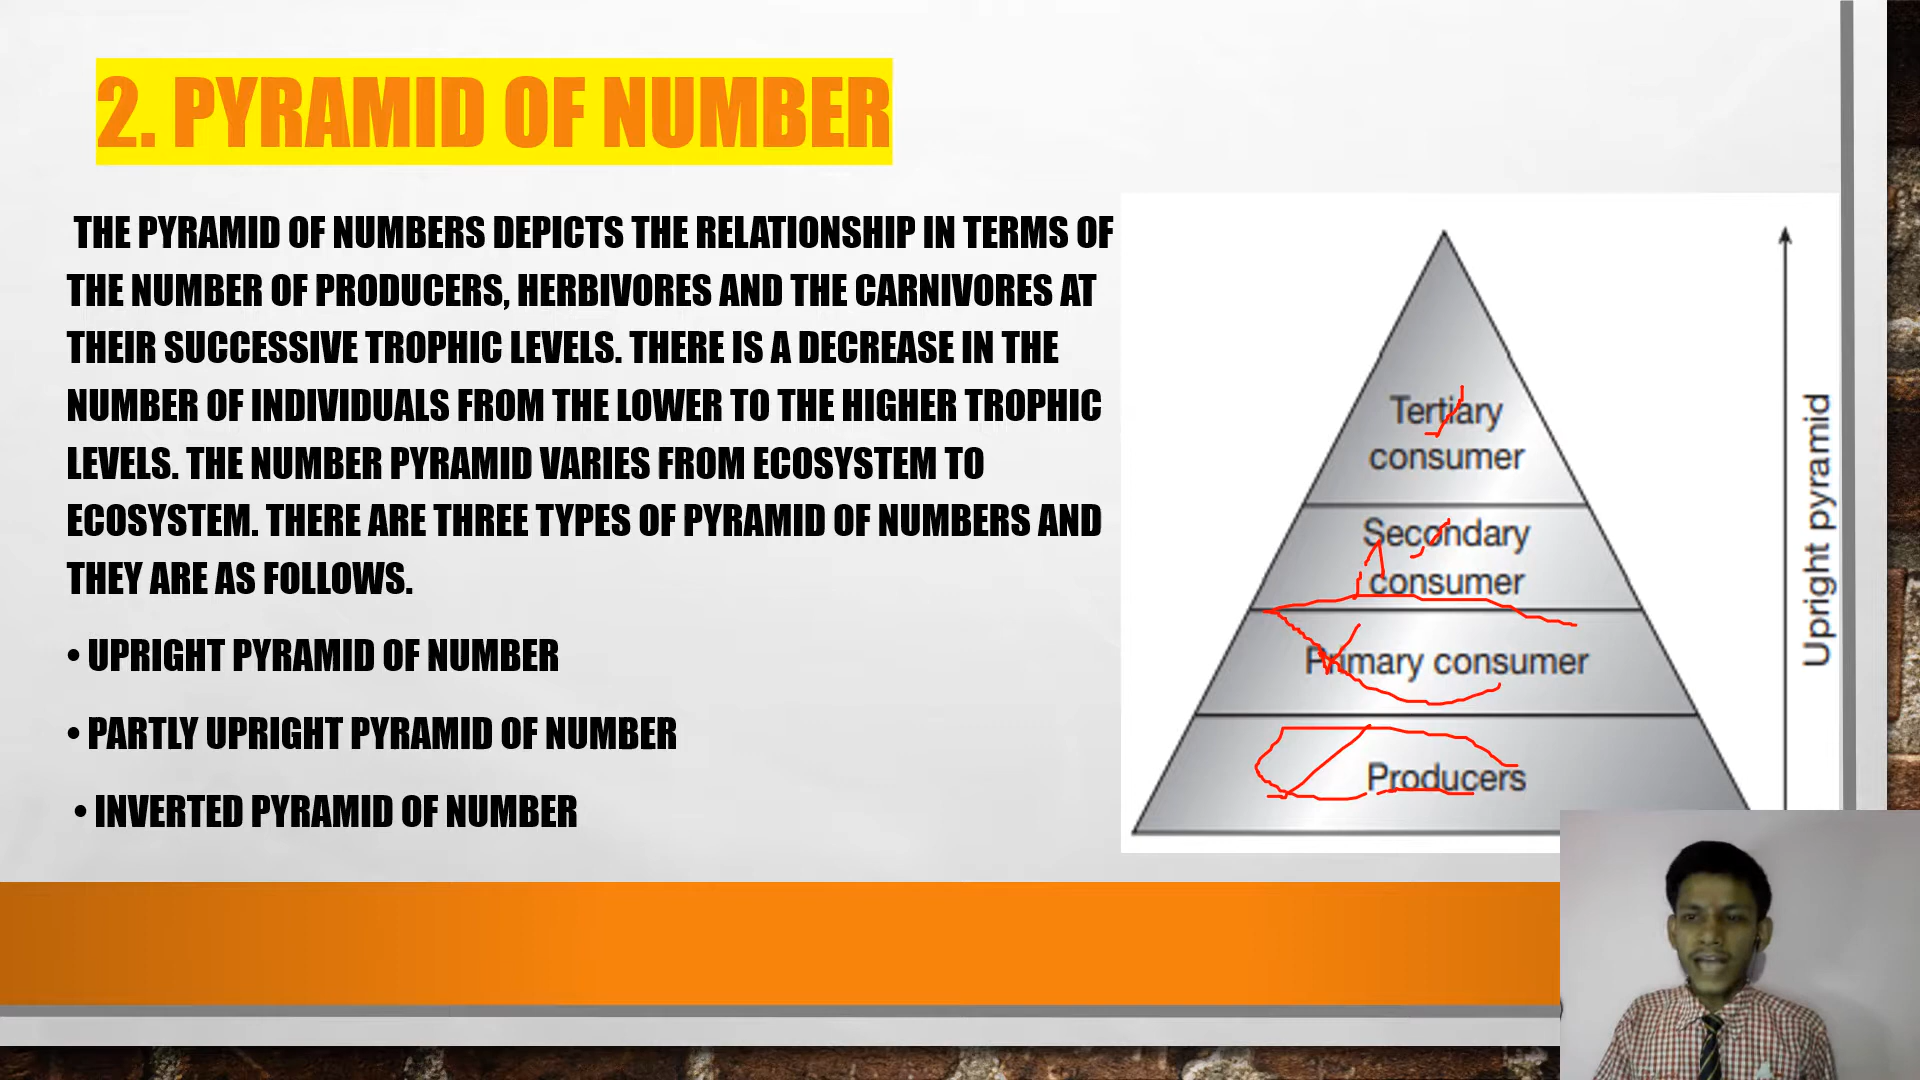 2. PYRAMID OF NUMBER
THE PYRAMID OF NUMBERS DEPICTS THE RELATIONSHIP IN TERMS OF
THE NUMBER OF PRODUCERS, HERBIVORES AND THE CARNIVORES AT
THEIR SUCCESSIVE TROPHIC LEVELS. THERE IS A DECREASE IN THE
NUMBER OF INDIVIDUALS FROM THE LOWER TO THE HIGHER TROPHIC
LEVELS. THE NUMBER PYRAMID VARIES FROM ECOSYSTEM TO
ECOSYSTEM. THERE ARE THREE TYPES OF PYRAMID OF NUMBERS AND
THEY ARE AS FOLLOWS.
• UPRIGHT PYRAMID OF NUMBER
• PARTLY UPRIGHT PYRAMID OF NUMBER
• INVERTED PYRAMID OF NUMBER
Tertiary
consumer
Secondary
consumer
Primary consumer
Producers
Upright pyramid